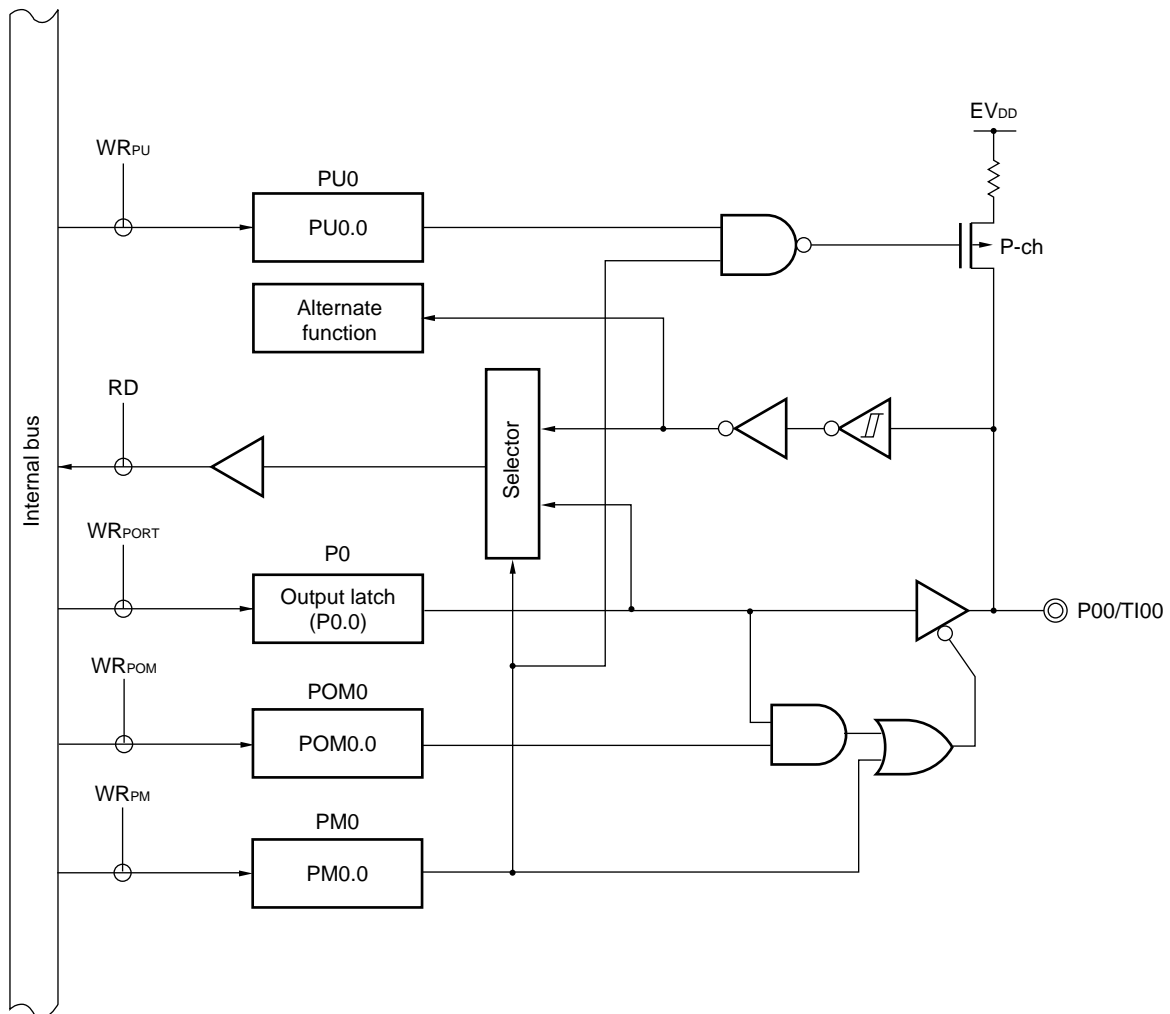 EVDD
WRPU
PU0
PU0.0
P-ch
Alternate
function
RD
Selector
Internal bus
WRPORT
P0
Output latch
(P0.0)
P00/TI00
WRPOM
POM0
POM0.0
WRPM
PM0
PM0.0